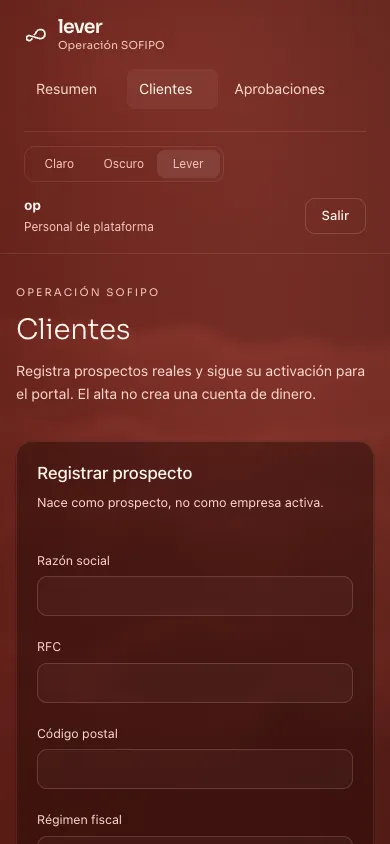 lever
Operación SOFIPO
Resumen
Clientes
Aprobaciones
Claro
Oscuro
Lever
op
Personal de plataforma
Salir
OPERACIÓN SOFIPO
Clientes
Registra prospectos reales y sigue su activación para
el portal. El alta no crea una cuenta de dinero.
Registrar prospecto
Nace como prospecto, no como empresa activa.
Razón social
RFC
Código postal
Régimen fiscal